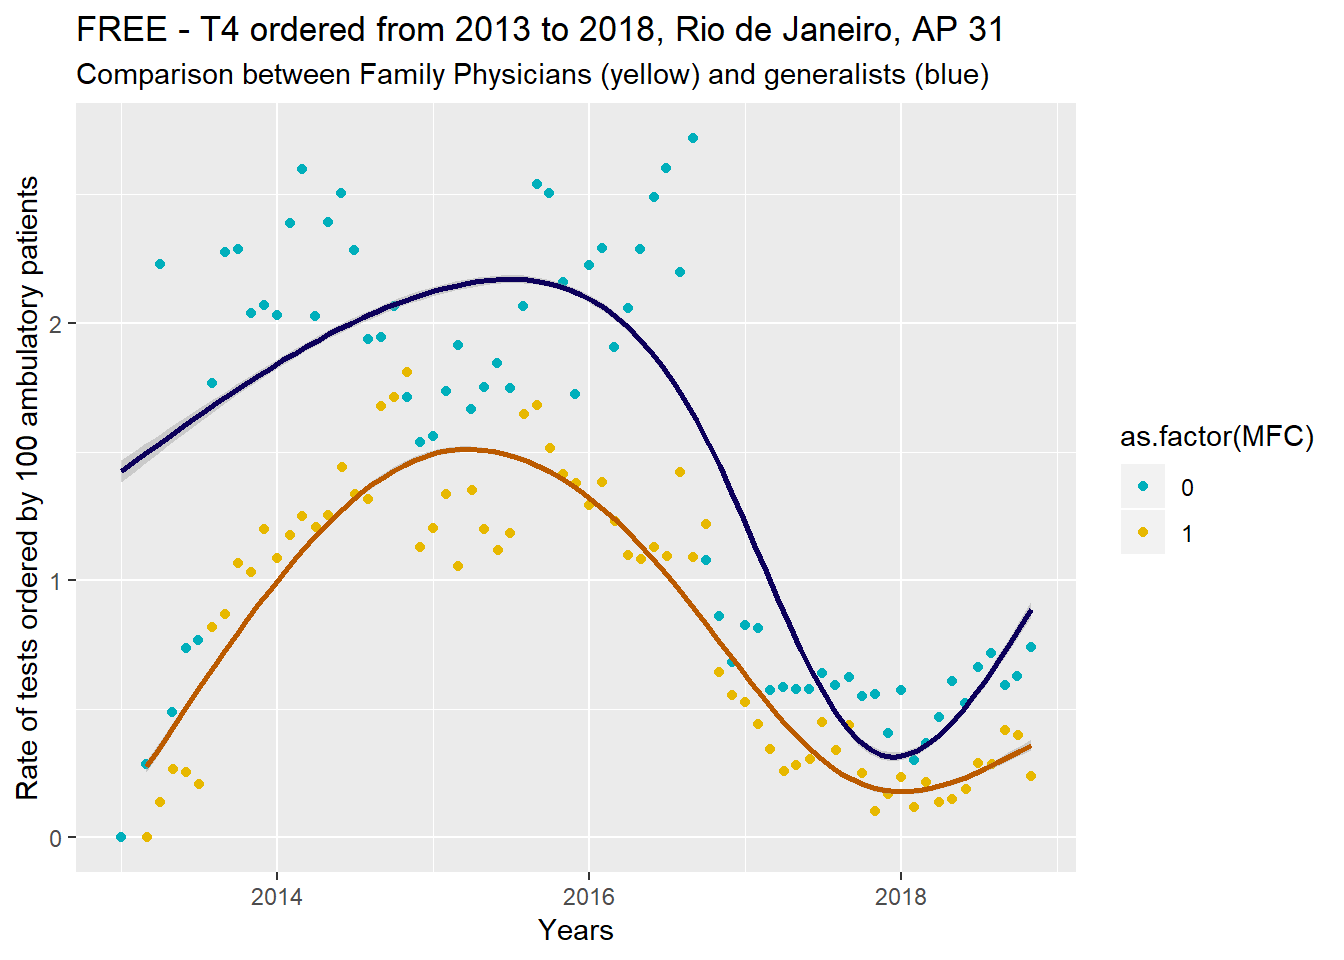 FREE - T4 ordered from 2013 to 2018, Rio de Janeiro, AP 31
Comparison between Family Physicians (yellow) and generalists (blue)
Rate of tests ordered by 100 ambulatory patients
2
1
0
2014
2016
2018
Years
as.factor(MFC)
0
1